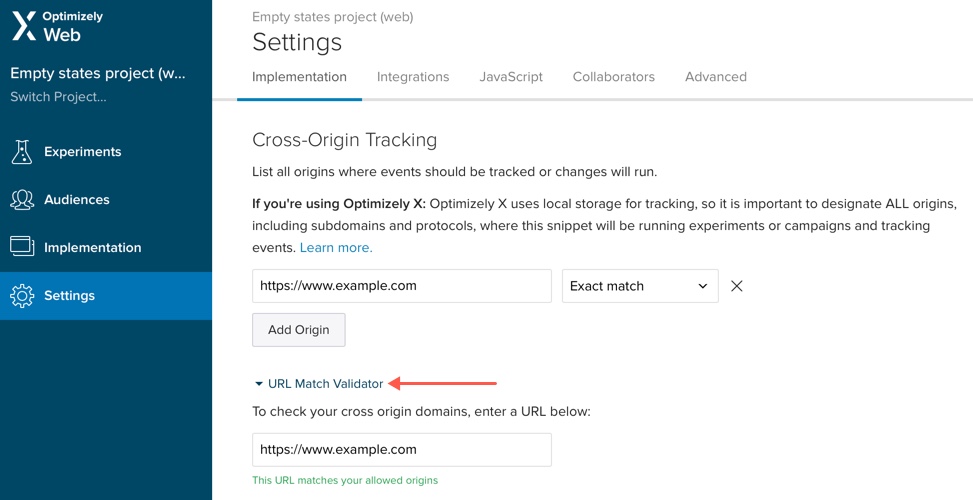 Optimizely
Web
Empty states project (w...
Switch Project...
Experiments
Audiences
Implementation
Settings
Empty states project (web)
Settings
Implementation Integrations JavaScript Collaborators Advanced
Cross-Origin Tracking
List all origins where events should be tracked or changes will run.
If you're using Optimizely X: Optimizely X uses local storage for tracking, so it is important to designate ALL origins,
including subdomains and protocols, where this snippet will be running experiments or campaigns and tracking
events. Learn more.
https://www.example.com Exact match
Add Origin
URL Match Validator
To check your cross origin domains, enter a URL below:
https://www.example.com
This URL matches your allowed origins